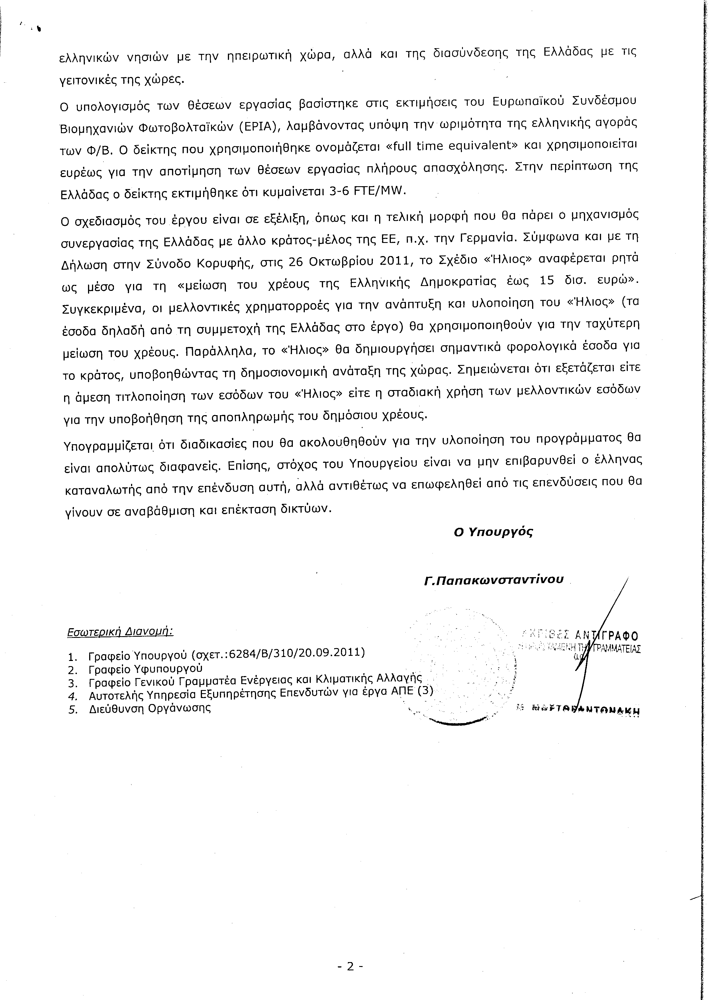 ελληνικών νησιών με την ηπειρωτική χώρα, αλλά και της διασύνδεσης της Ελλάδας με τις
γειτονικές της χώρες.
Ο υπολογισμός των θέσεων εργασίας βασίστηκε στις εκτιμήσεις του Ευρωπαϊκού Συνδέσμου
Βιομηχανιών Φωτοβολταϊκών (EPIA), λαμβάνοντας υπόψη την ωριμότητα της ελληνικής αγοράς
των Φ/Β. Ο δείκτης που χρησιμοποιήθηκε ονομάζεται «full time equivalent» και χρησιμοποιείται
ευρέως για την αποτίμηση των θέσεων εργασίας πλήρους απασχόλησης. Στην περίπτωση της
Ελλάδας ο δείκτης εκτιμήθηκε ότι κυμαίνεται 3-6 FTE/MW.
Ο σχεδιασμός του έργου είναι σε εξέλιξη, όπως και η τελική μορφή που θα πάρει ο μηχανισμός
συνεργασίας της Ελλάδας με άλλο κράτος-μέλος της ΕΕ, π.χ. την Γερμανία. Σύμφωνα και με τη
Δήλωση στην Σύνοδο Κορυφής, στις 26 Οκτωβρίου 2011, το Σχέδιο «Ήλιος» αναφέρεται ρητά
ως μέσο για τη «μείωση του χρέους της Ελληνικής Δημοκρατίας έως 15 δισ. ευρώ».
Συγκεκριμένα, οι μελλοντικές χρηματορροές για την ανάπτυξη και υλοποίηση του «Ήλιος» (τα
έσοδα δηλαδή από τη συμμετοχή της Ελλάδας στο έργο) θα χρησιμοποιηθούν για την ταχύτερη
μείωση του χρέους. Παράλληλα, το «Ήλιος» θα δημιουργήσει σημαντικά φορολογικά έσοδα για
το κράτος, υποβοηθώντας τη δημοσιονομική ανάταξη της χώρας. Σημειώνεται ότι εξετάζεται είτε
η άμεση τιτλοποίηση των εσόδων του «Ήλιος» είτε η σταδιακή χρήση των μελλοντικών εσόδων
για την υποβοήθηση της αποπληρωμής του δημόσιου χρέους.
Υπογραμμίζεται ότι διαδικασίες που θα ακολουθηθούν για την υλοποίηση του προγράμματος θα
είναι απολύτως διαφανείς. Επίσης, στόχος του Υπουργείου είναι να μην επιβαρυνθεί ο έλληνας
καταναλωτής από την επένδυση αυτή, αλλά αντιθέτως να επωφεληθεί από τις επενδύσεις που θα
γίνουν σε αναβάθμιση και επέκταση δικτύων.
Ο Υπουργός
Γ.Παπακωνσταντίνου
Εσωτερική Διανομή:
1. Γραφείο Υπουργού (σχετ.:6284/Β/310/20.09.2011)
2. Γραφείο Υφυπουργού
3. Γραφείο Γενικού Γραμματέα Ενέργειας και Κλιματικής Αλλαγής
4. Αυτοτελής Υπηρεσία Εξυπηρέτησης Επενδυτών για έργα ΑΠΕ (3)
5. Διεύθυνση Οργάνωσης
ΑΚΡΙΒΕΣ ΑΝΤΙΓΡΑΦΟ
ΓΡΑΜΜΑΤΕΙΑΣ
- 2 -